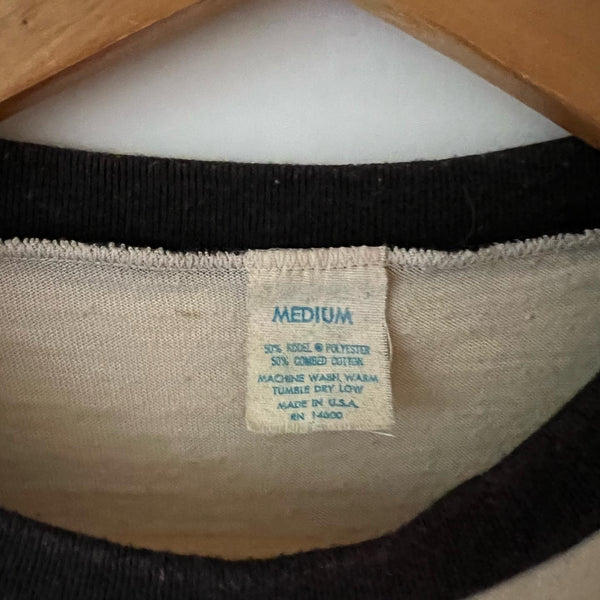 MEDIUM
50% KODEL ® POLYESTER
50% COMBED COTTON
MACHINE WASH, WARM
TUMBLE DRY LOW
MADE IN U.S.A.
RN 14600